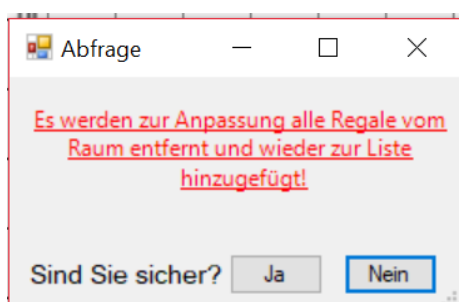 Abfrage
Es werden zur Anpassung alle Regale vom
Raum entfernt und wieder zur Liste
hinzugefügt!
Sind Sie sicher? Ja Nein